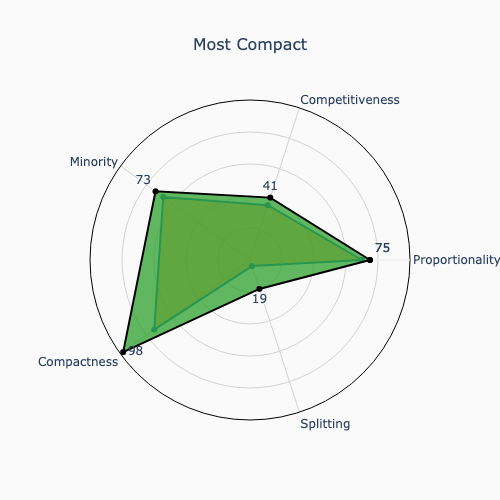 Most Compact
Competitiveness
Minority
73
41
75
Proportionality
19
98
Compactness
Splitting